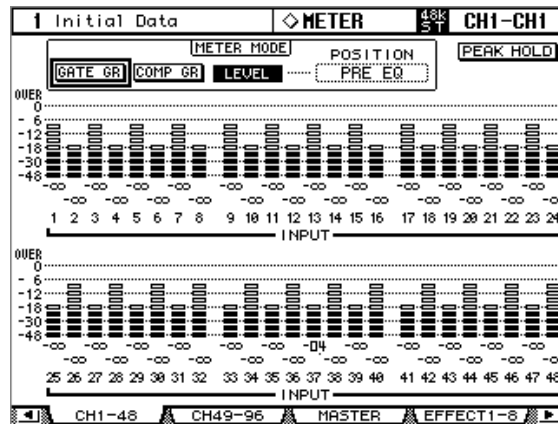 1 Initial Data ◇METER 48K ST CH1-CH1
METER MODE POSITION PEAK HOLD
GATE GR COMP GR LEVEL PRE EQ
OVER
0
-6
-12
-18
-30
-48
-∞ -∞ -∞ -∞ -∞ -∞ -∞ -∞ -∞ -∞ -∞ -∞
-∞ -∞ -∞ -∞ -∞ -∞ -∞ -∞ -∞ -∞ -∞ -∞
1 2 3 4 5 6 7 8 9 10 11 12 13 14 15 16 17 18 19 20 21 22 23 24
INPUT
OVER
0
-6
-12
-18
-30
-48
-∞ -∞ -∞ -∞ -∞ -∞ -04 -∞ -∞ -∞ -∞ -∞
-∞ -∞ -∞ -∞ -∞ -∞ -∞ -∞ -∞ -∞ -∞ -∞
25 26 27 28 29 30 31 32 33 34 35 36 37 38 39 40 41 42 43 44 45 46 47 48
INPUT
CH1-48 CH49-96 MASTER EFFECT1-8